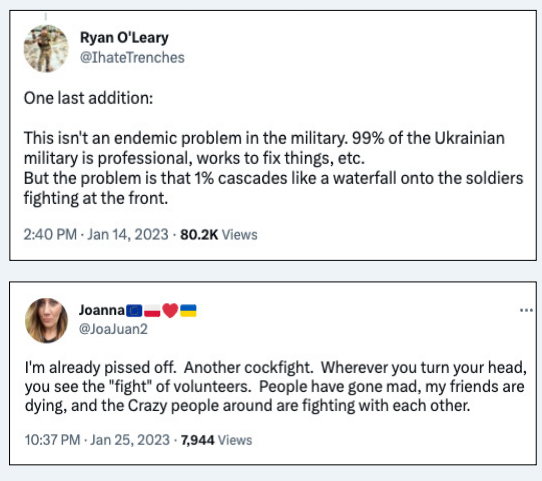 Ryan O'Leary
@IhateTrenches
One last addition:
This isn't an endemic problem in the military. 99% of the Ukrainian
military is professional, works to fix things, etc.
But the problem is that 1% cascades like a waterfall onto the soldiers
fighting at the front.
2:40 PM · Jan 14, 2023 · 80.2K Views
Joanna🇪🇺🇵🇱❤️🇺🇦
@JoaJuan2
I'm already pissed off.  Another cockfight.  Wherever you turn your head,
you see the "fight" of volunteers.  People have gone mad, my friends are
dying, and the Crazy people around are fighting with each other.
10:37 PM · Jan 25, 2023 · 7,944 Views